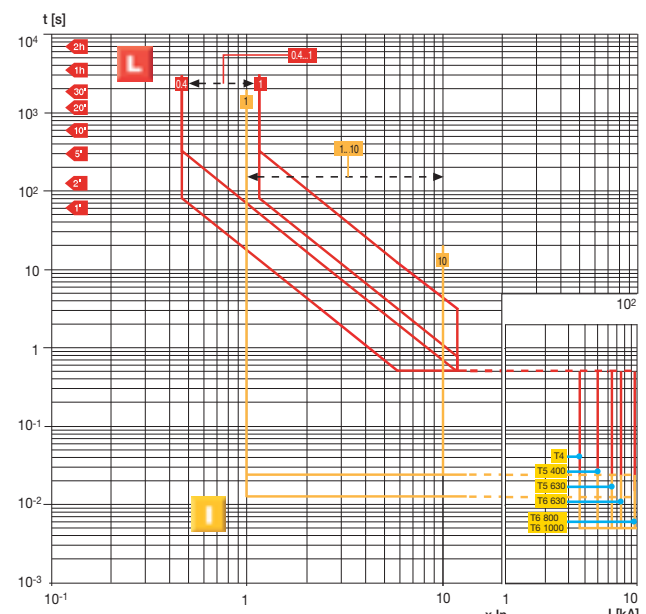 t [s]
10⁴
2h
L
0.4...1
1h
0.4
1
30'
20'
1
10³
10'
1.. 10
5'
2'
10²
1'
10
10
10²
1
10⁻¹
T4
T5 400
T5 630
10⁻²
I
T6 630
T6 800
T6 1000
10⁻³
10⁻¹
1
10
1
10
x In
I [kA]